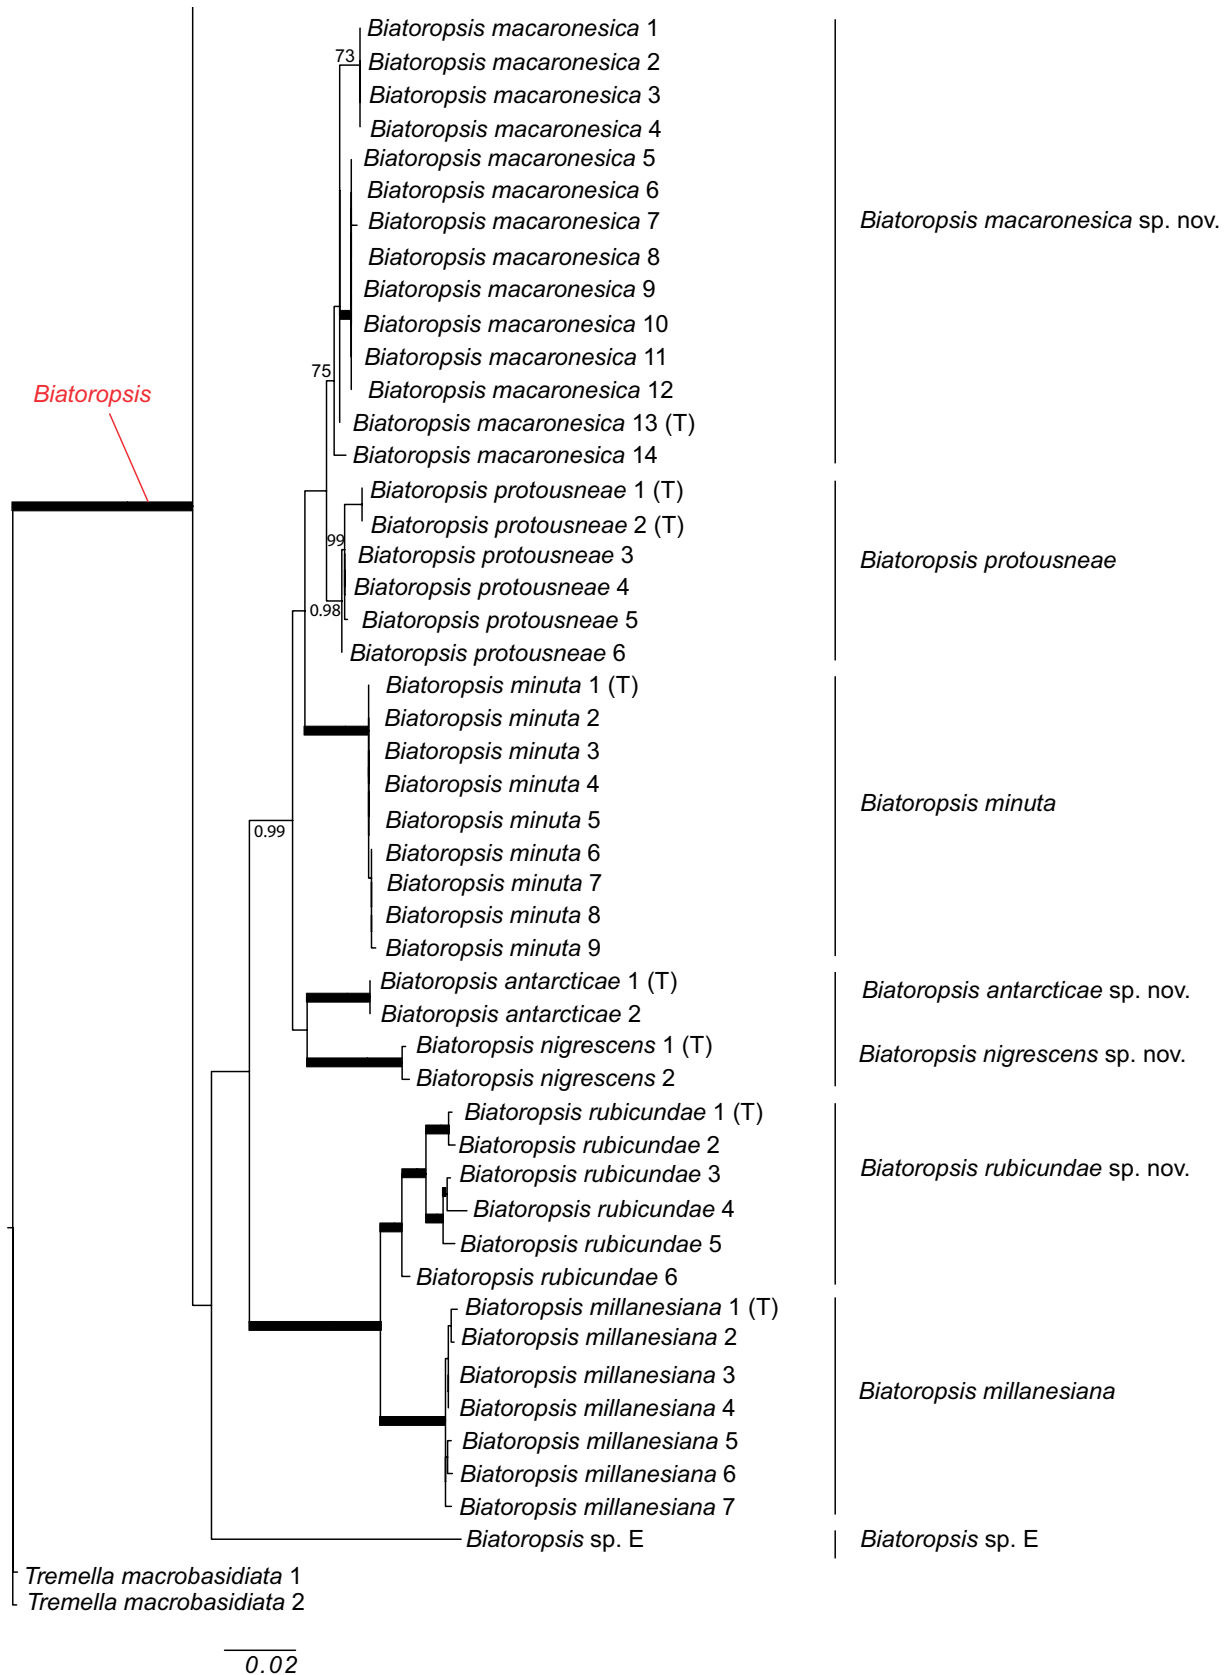 Biatoropsis macaronesica 1
73
Biatoropsis macaronesica 2
Biatoropsis macaronesica 3
Biatoropsis macaronesica 4
Biatoropsis macaronesica 5
Biatoropsis macaronesica 6
Biatoropsis macaronesica 7
Biatoropsis macaronesica sp. nov.
Biatoropsis macaronesica 8
Biatoropsis macaronesica 9
Biatoropsis macaronesica 10
Biatoropsis macaronesica 11
75
Biatoropsis macaronesica 12
Biatoropsis
Biatoropsis macaronesica 13 (T)
Biatoropsis macaronesica 14
Biatoropsis protousneae 1 (T)
Biatoropsis protousneae 2 (T)
99
Biatoropsis protousneae 3
Biatoropsis protousneae
Biatoropsis protousneae 4
0.98
Biatoropsis protousneae 5
Biatoropsis protousneae 6
Biatoropsis minuta 1 (T)
Biatoropsis minuta 2
Biatoropsis minuta 3
Biatoropsis minuta 4
Biatoropsis minuta
Biatoropsis minuta 5
0.99
Biatoropsis minuta 6
Biatoropsis minuta 7
Biatoropsis minuta 8
Biatoropsis minuta 9
Biatoropsis antarcticae 1 (T)
Biatoropsis antarcticae sp. nov.
Biatoropsis antarcticae 2
Biatoropsis nigrescens 1 (T)
Biatoropsis nigrescens sp. nov.
Biatoropsis nigrescens 2
Biatoropsis rubicundae 1 (T)
Biatoropsis rubicundae 2
Biatoropsis rubicundae sp. nov.
Biatoropsis rubicundae 3
Biatoropsis rubicundae 4
Biatoropsis rubicundae 5
Biatoropsis rubicundae 6
Biatoropsis millanesiana 1 (T)
Biatoropsis millanesiana 2
Biatoropsis millanesiana 3
Biatoropsis millanesiana
Biatoropsis millanesiana 4
Biatoropsis millanesiana 5
Biatoropsis millanesiana 6
Biatoropsis millanesiana 7
Biatoropsis sp. E
Biatoropsis sp. E
Tremella macrobasidiata 1
Tremella macrobasidiata 2
0.02